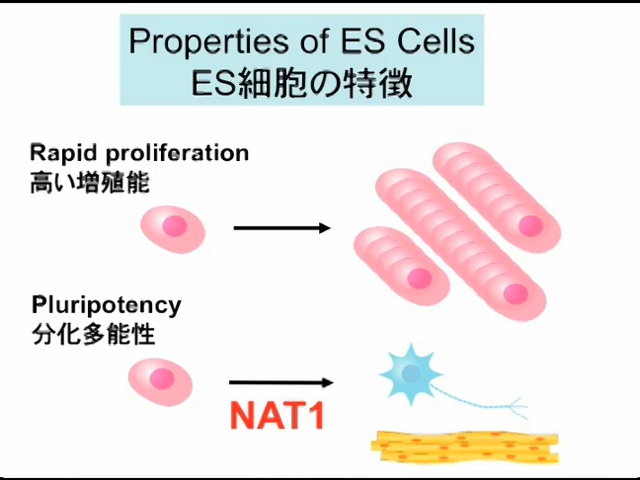 Properties of ES Cells
ES細胞の特徴
Rapid proliferation
高い増殖能
Pluripotency
分化多能性
NAT1